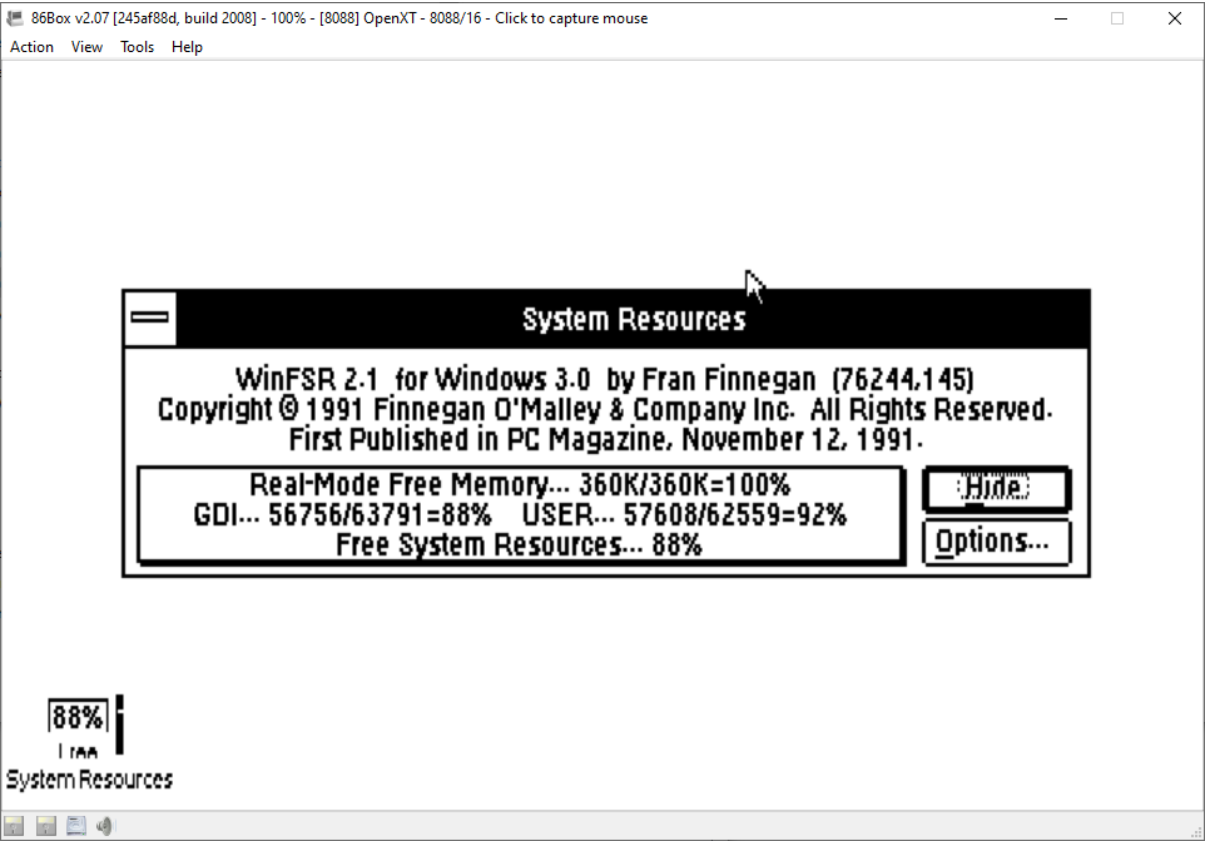 86Box v2.07 [245af88d, build 2008] - 100% - [8088] OpenXT - 8088/16 - Click to capture mouse
Action View Tools Help
System Resources
WinFSR 2.1 for Windows 3.0 by Fran Finnegan (76244,145)
Copyright © 1991 Finnegan O'Malley & Company Inc. All Rights Reserved.
First Published in PC Magazine, November 12, 1991.
Real-Mode Free Memory... 360K/360K=100%
Hide
GDI... 56756/63791=88% USER... 57608/62559=92%
Free System Resources... 88%
Options...
88%
Free
System Resources